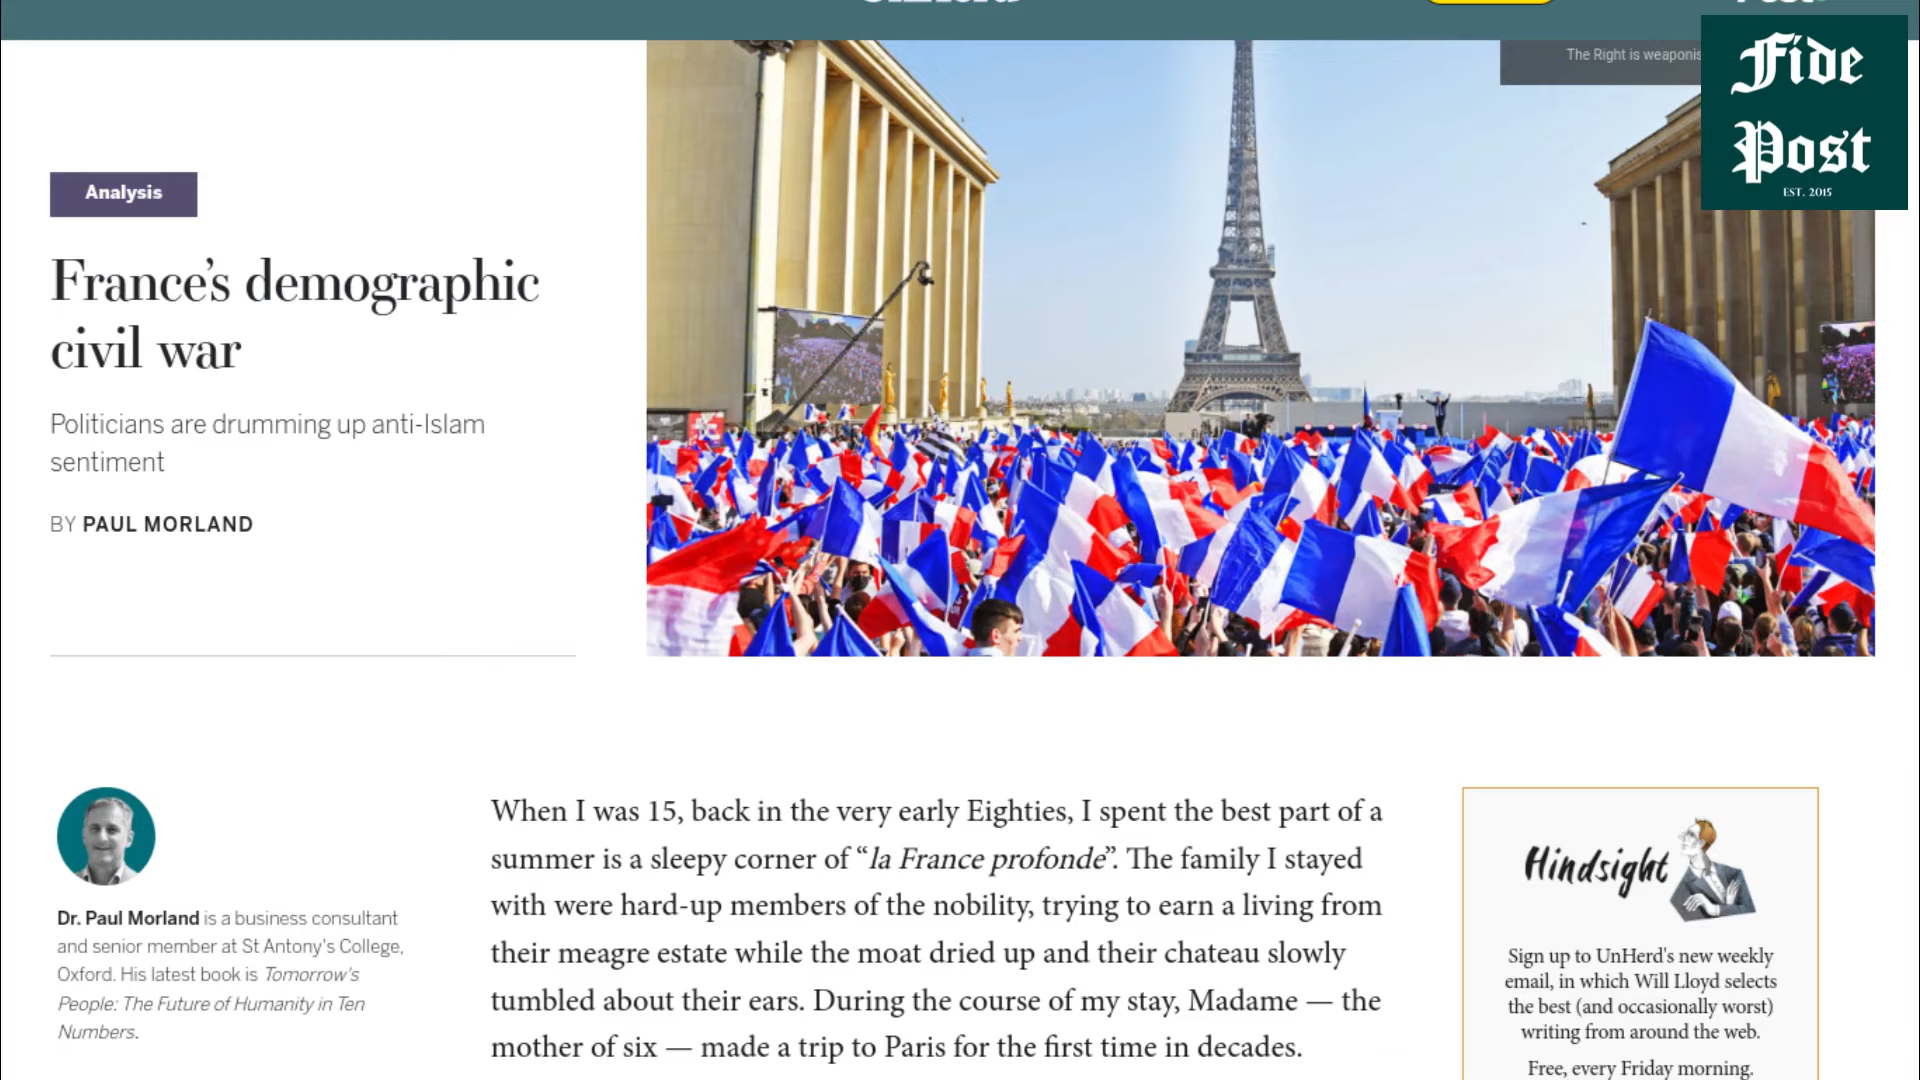 The Right is weaponis
Fide
Post
EST. 2015
Analysis
France's demographic
civil war
Politicians are drumming up anti-Islam
sentiment
BY PAUL MORLAND
Dr. Paul Morland is a business consultant
and senior member at St Antony's College,
Oxford. His latest book is Tomorrow's
People: The Future of Humanity in Ten
Numbers.
When I was 15, back in the very early Eighties, I spent the best part of a
summer is a sleepy corner of “la France profonde”. The family I stayed
with were hard-up members of the nobility, trying to earn a living from
their meagre estate while the moat dried up and their chateau slowly
tumbled about their ears. During the course of my stay, Madame — the
mother of six — made a trip to Paris for the first time in decades.
Hindsight
Sign up to UnHerd's new weekly
email, in which Will Lloyd selects
the best (and occasionally worst)
writing from around the web.
Free, every Friday morning.